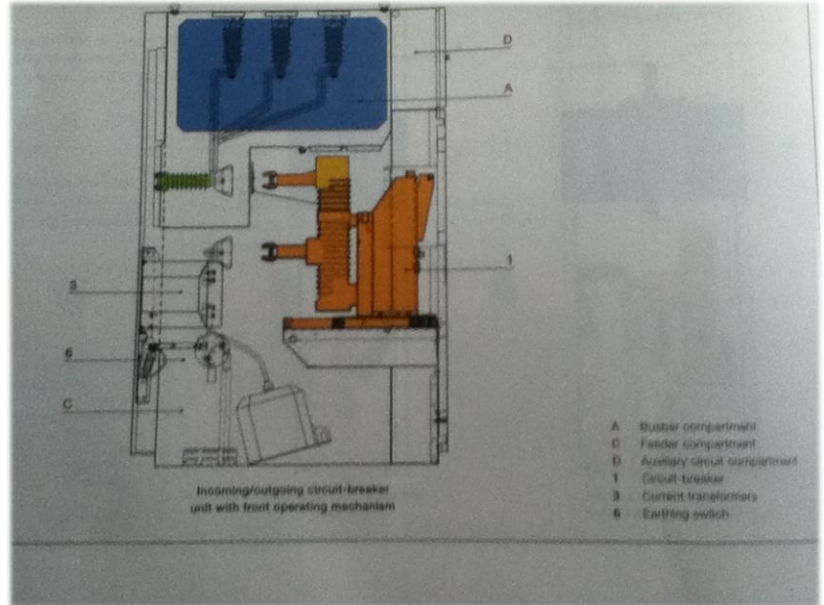 D
A
1
3
6
C
Incoming/outgoing circuit-breaker
unit with front operating mechanism
A Busbar compartment
C Feeder compartment
D Auxiliary circuit compartment
1 Circuit-breaker
3 Current transformers
6 Earthing switch